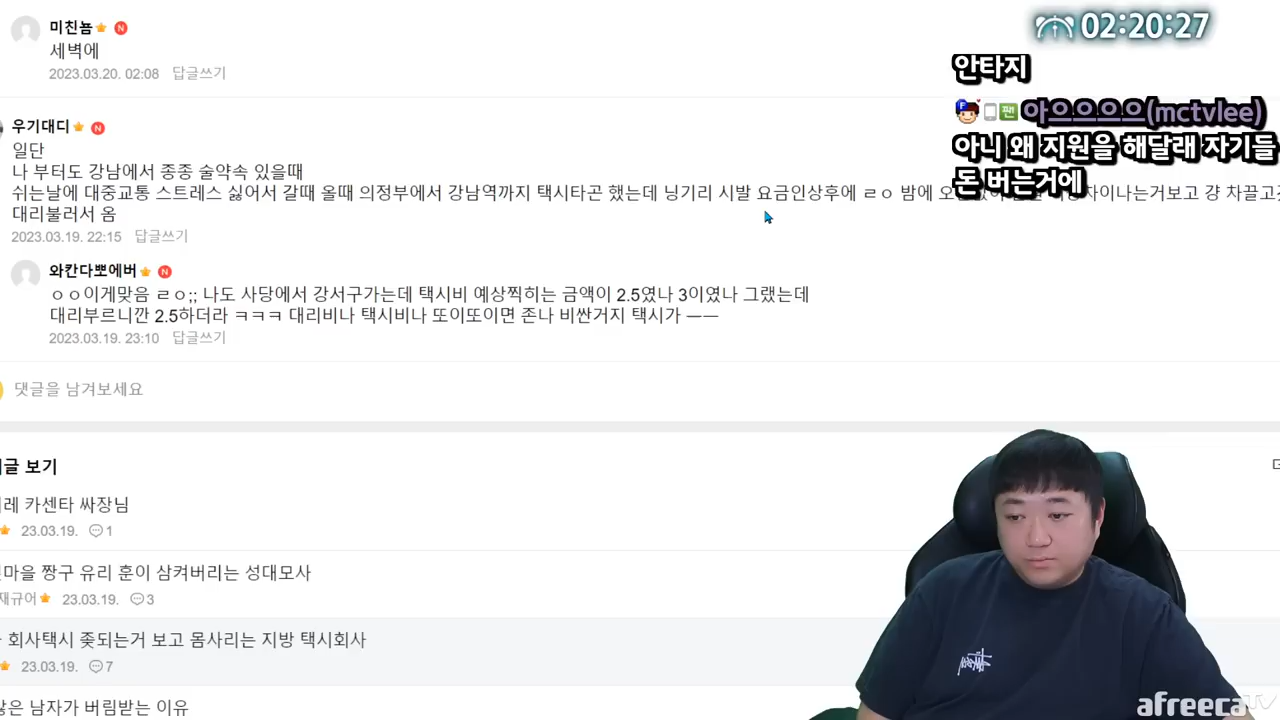 미친놈
N
세벽에
2023.03.20. 02:08 답글쓰기
우기대디
N
일단
나 부터도 강남에서 종종 술약속 있을때
쉬는날에 대중교통 스트레스 싫어서 갈때 올때 의정부에서 강남역까지 택시타곤 했는데 닝기리 시발 요금인상후에 ㄹㅇ 밤에
대리불러서 옴
2023.03.19. 22:15 답글쓰기
와칸다뽀에버
N
ㅇㅇ이게맞음 ㄹㅇ;; 나도 사당에서 강서구가는데 택시비 예상찍히는 금액이 2.5였나 3이였나 그랬는데
대리부르니깐 2.5하더라 ㅋㅋㅋ 대리비나 택시비나 또이또이면 존나 비싼거지 택시가 ㅡㅡ
2023.03.19. 23:10 답글쓰기
댓글을 남겨보세요
글 보기
레 카센타 싸장님
23.03.19. 1
마을 짱구 유리 훈이 삼켜버리는 성대모사
재규어 23.03.19. 3
회사택시 좆되는거 보고 몸사리는 지방 택시회사
23.03.19. 7
은 남자가 버림받는 이유
02:20:27
안타지
F 찐! 아으으으으(mctvlee)
아니 왜 지원을 해달래 자기들
돈 버는거에
afreecaTV